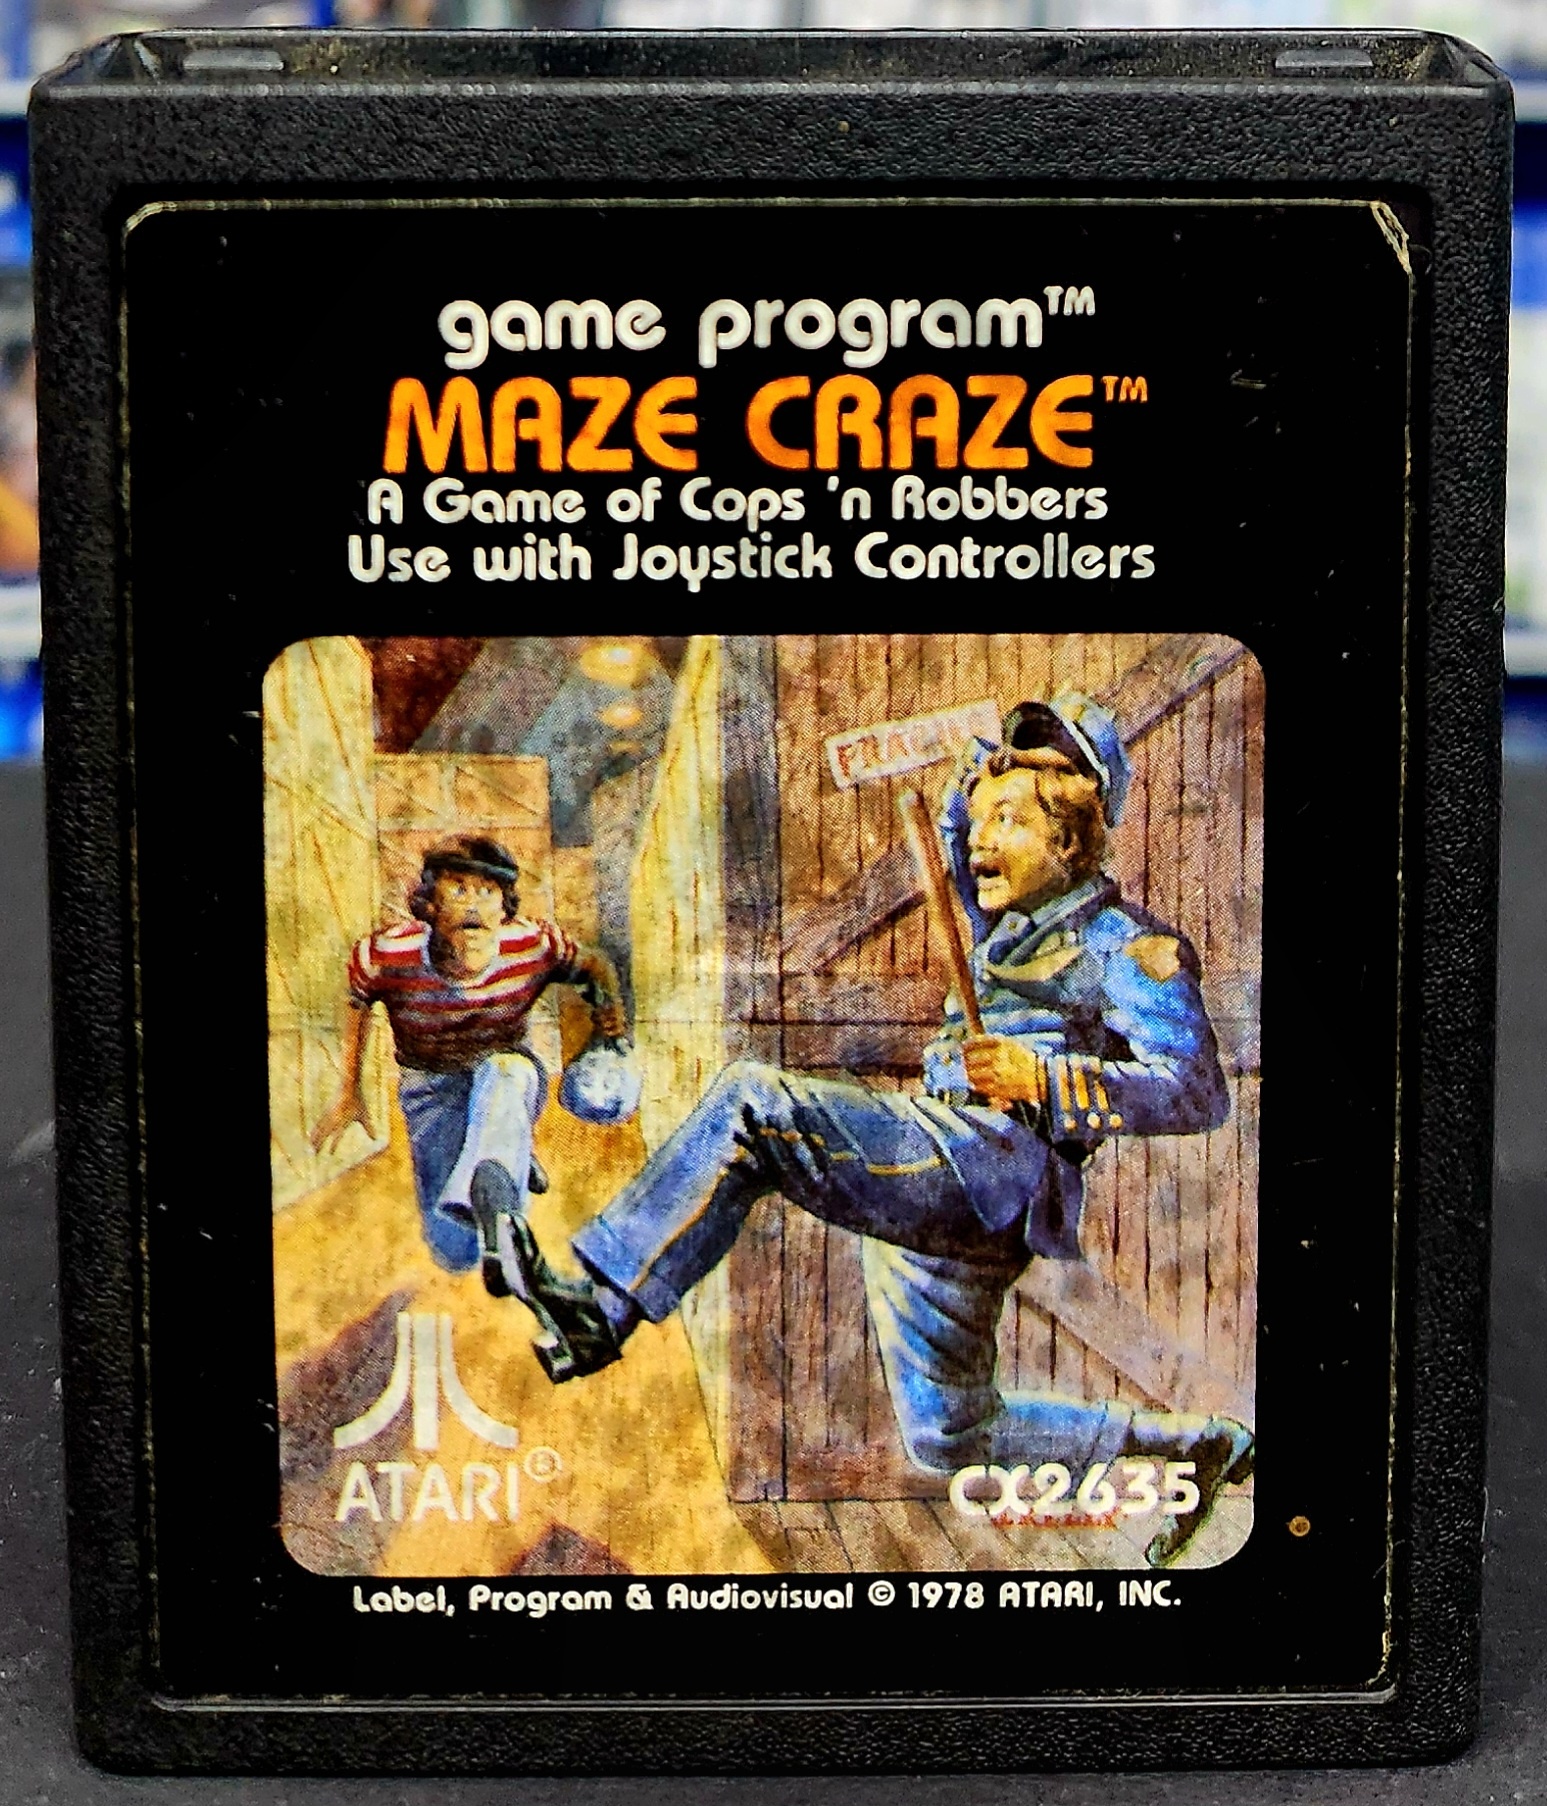 game program™
MAZE CRAZE™
A Game of Cops 'n Robbers
Use with Joystick Controllers
ATARI®
CX2635
Label, Program & Audiovisual © 1978 ATARI, INC.